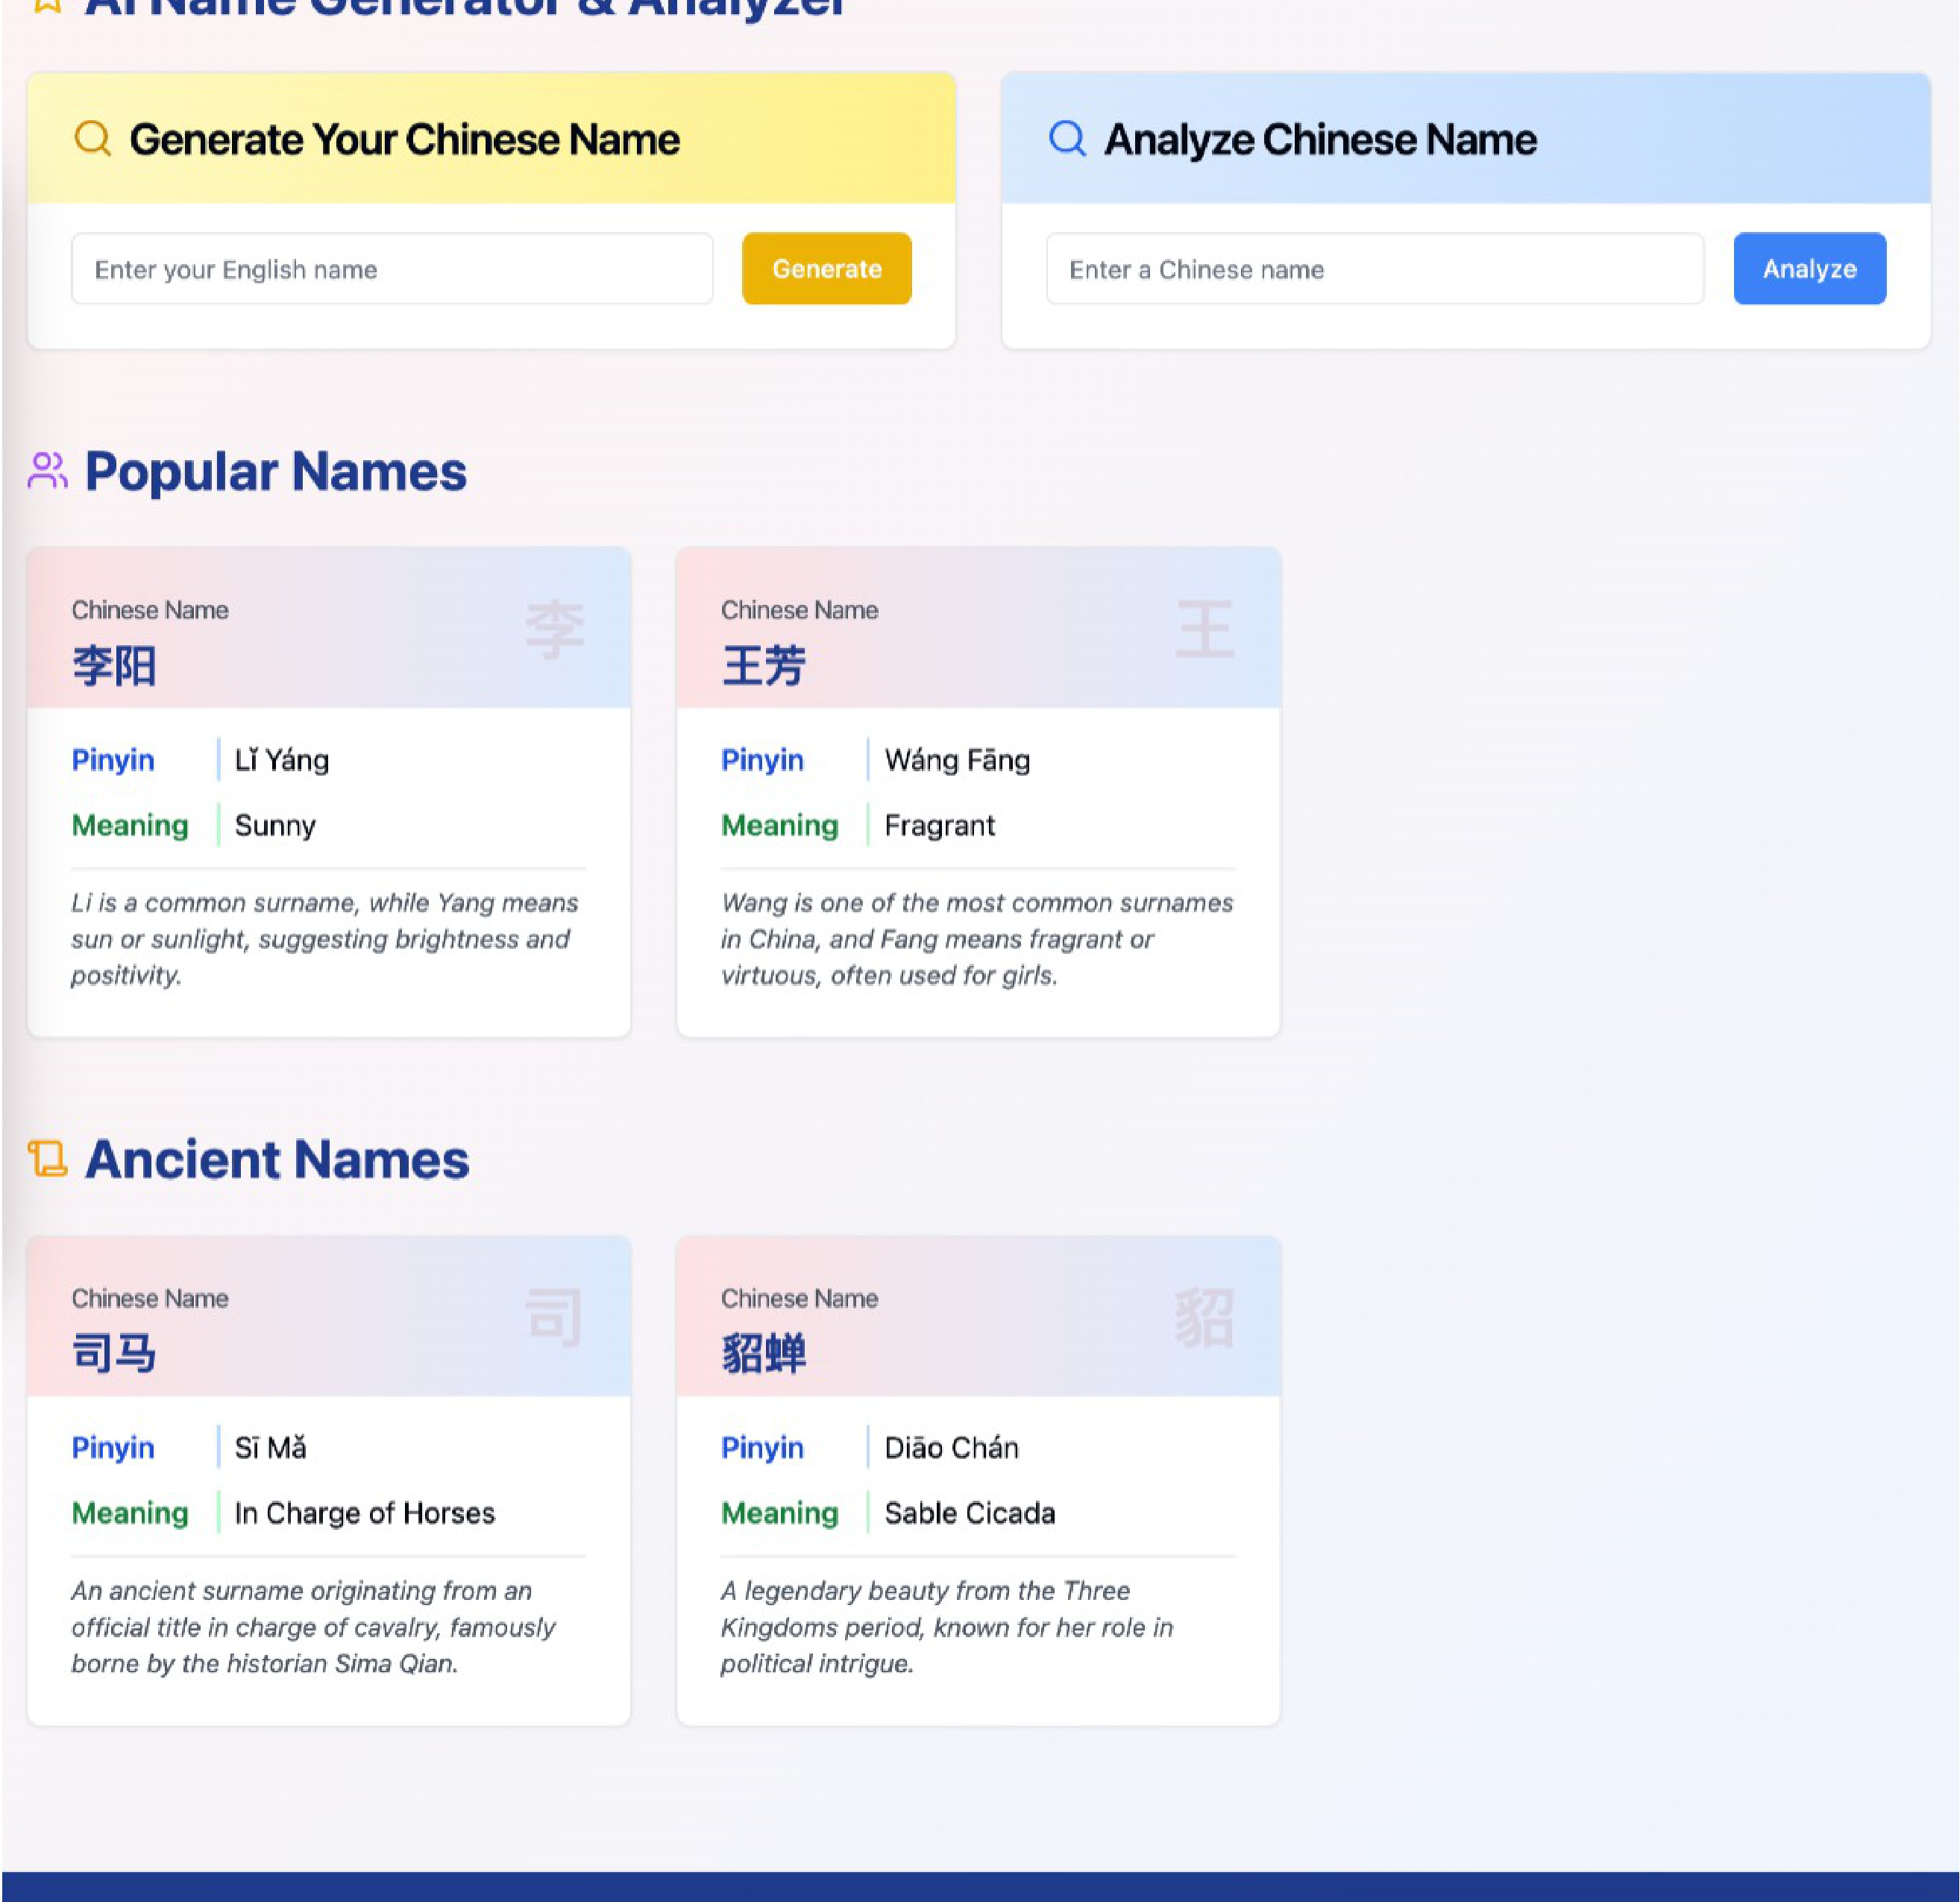 AI Name Generator & Analyzer
Generate Your Chinese Name
Enter your English name
Generate
Analyze Chinese Name
Enter a Chinese name
Analyze
Popular Names
Chinese Name
李阳
李
Pinyin
Lǐ Yáng
Meaning
Sunny
Li is a common surname, while Yang means
sun or sunlight, suggesting brightness and
positivity.
Chinese Name
王芳
王
Pinyin
Wáng Fāng
Meaning
Fragrant
Wang is one of the most common surnames
in China, and Fang means fragrant or
virtuous, often used for girls.
Ancient Names
Chinese Name
司马
司
Pinyin
Sī Mǎ
Meaning
In Charge of Horses
An ancient surname originating from an
official title in charge of cavalry, famously
borne by the historian Sima Qian.
Chinese Name
貂蝉
貂
Pinyin
Diāo Chán
Meaning
Sable Cicada
A legendary beauty from the Three
Kingdoms period, known for her role in
political intrigue.